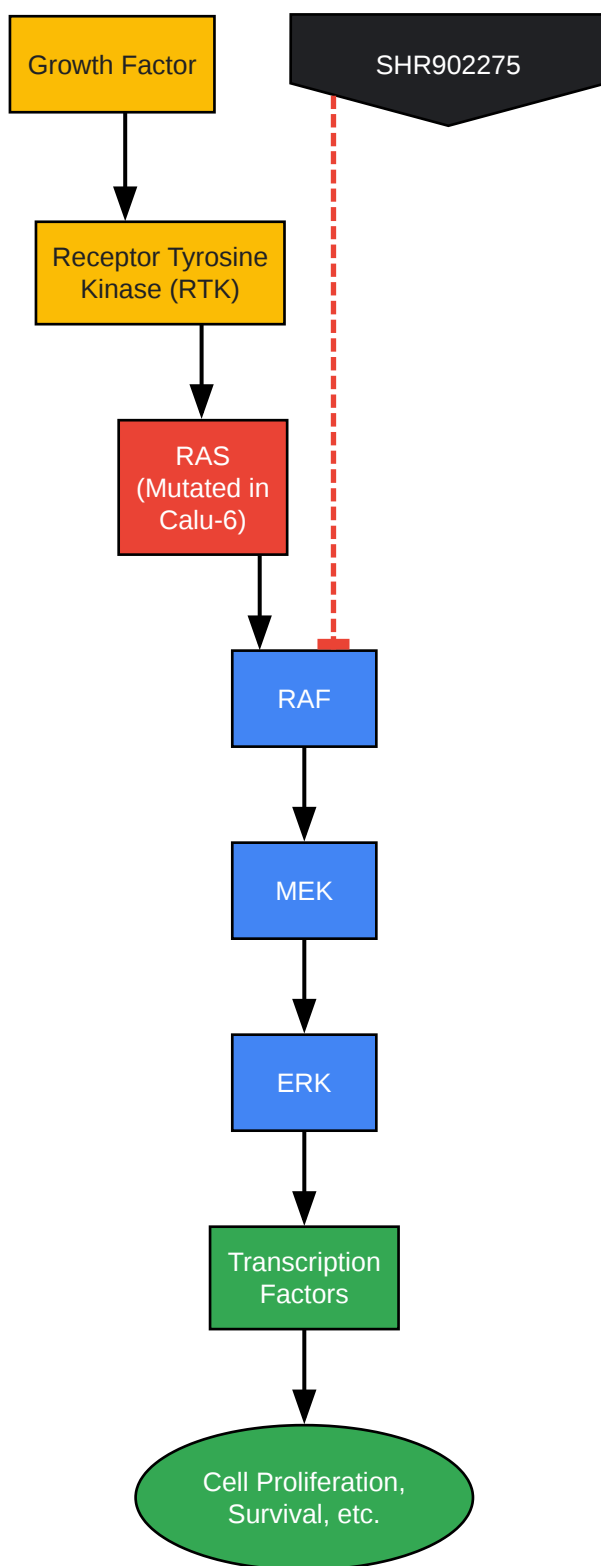 Growth Factor
SHR902275
Receptor Tyrosine
Kinase (RTK)
RAS
(Mutated in
Calu-6)
RAF
MEK
ERK
Transcription
Factors
Cell Proliferation,
Survival, etc.